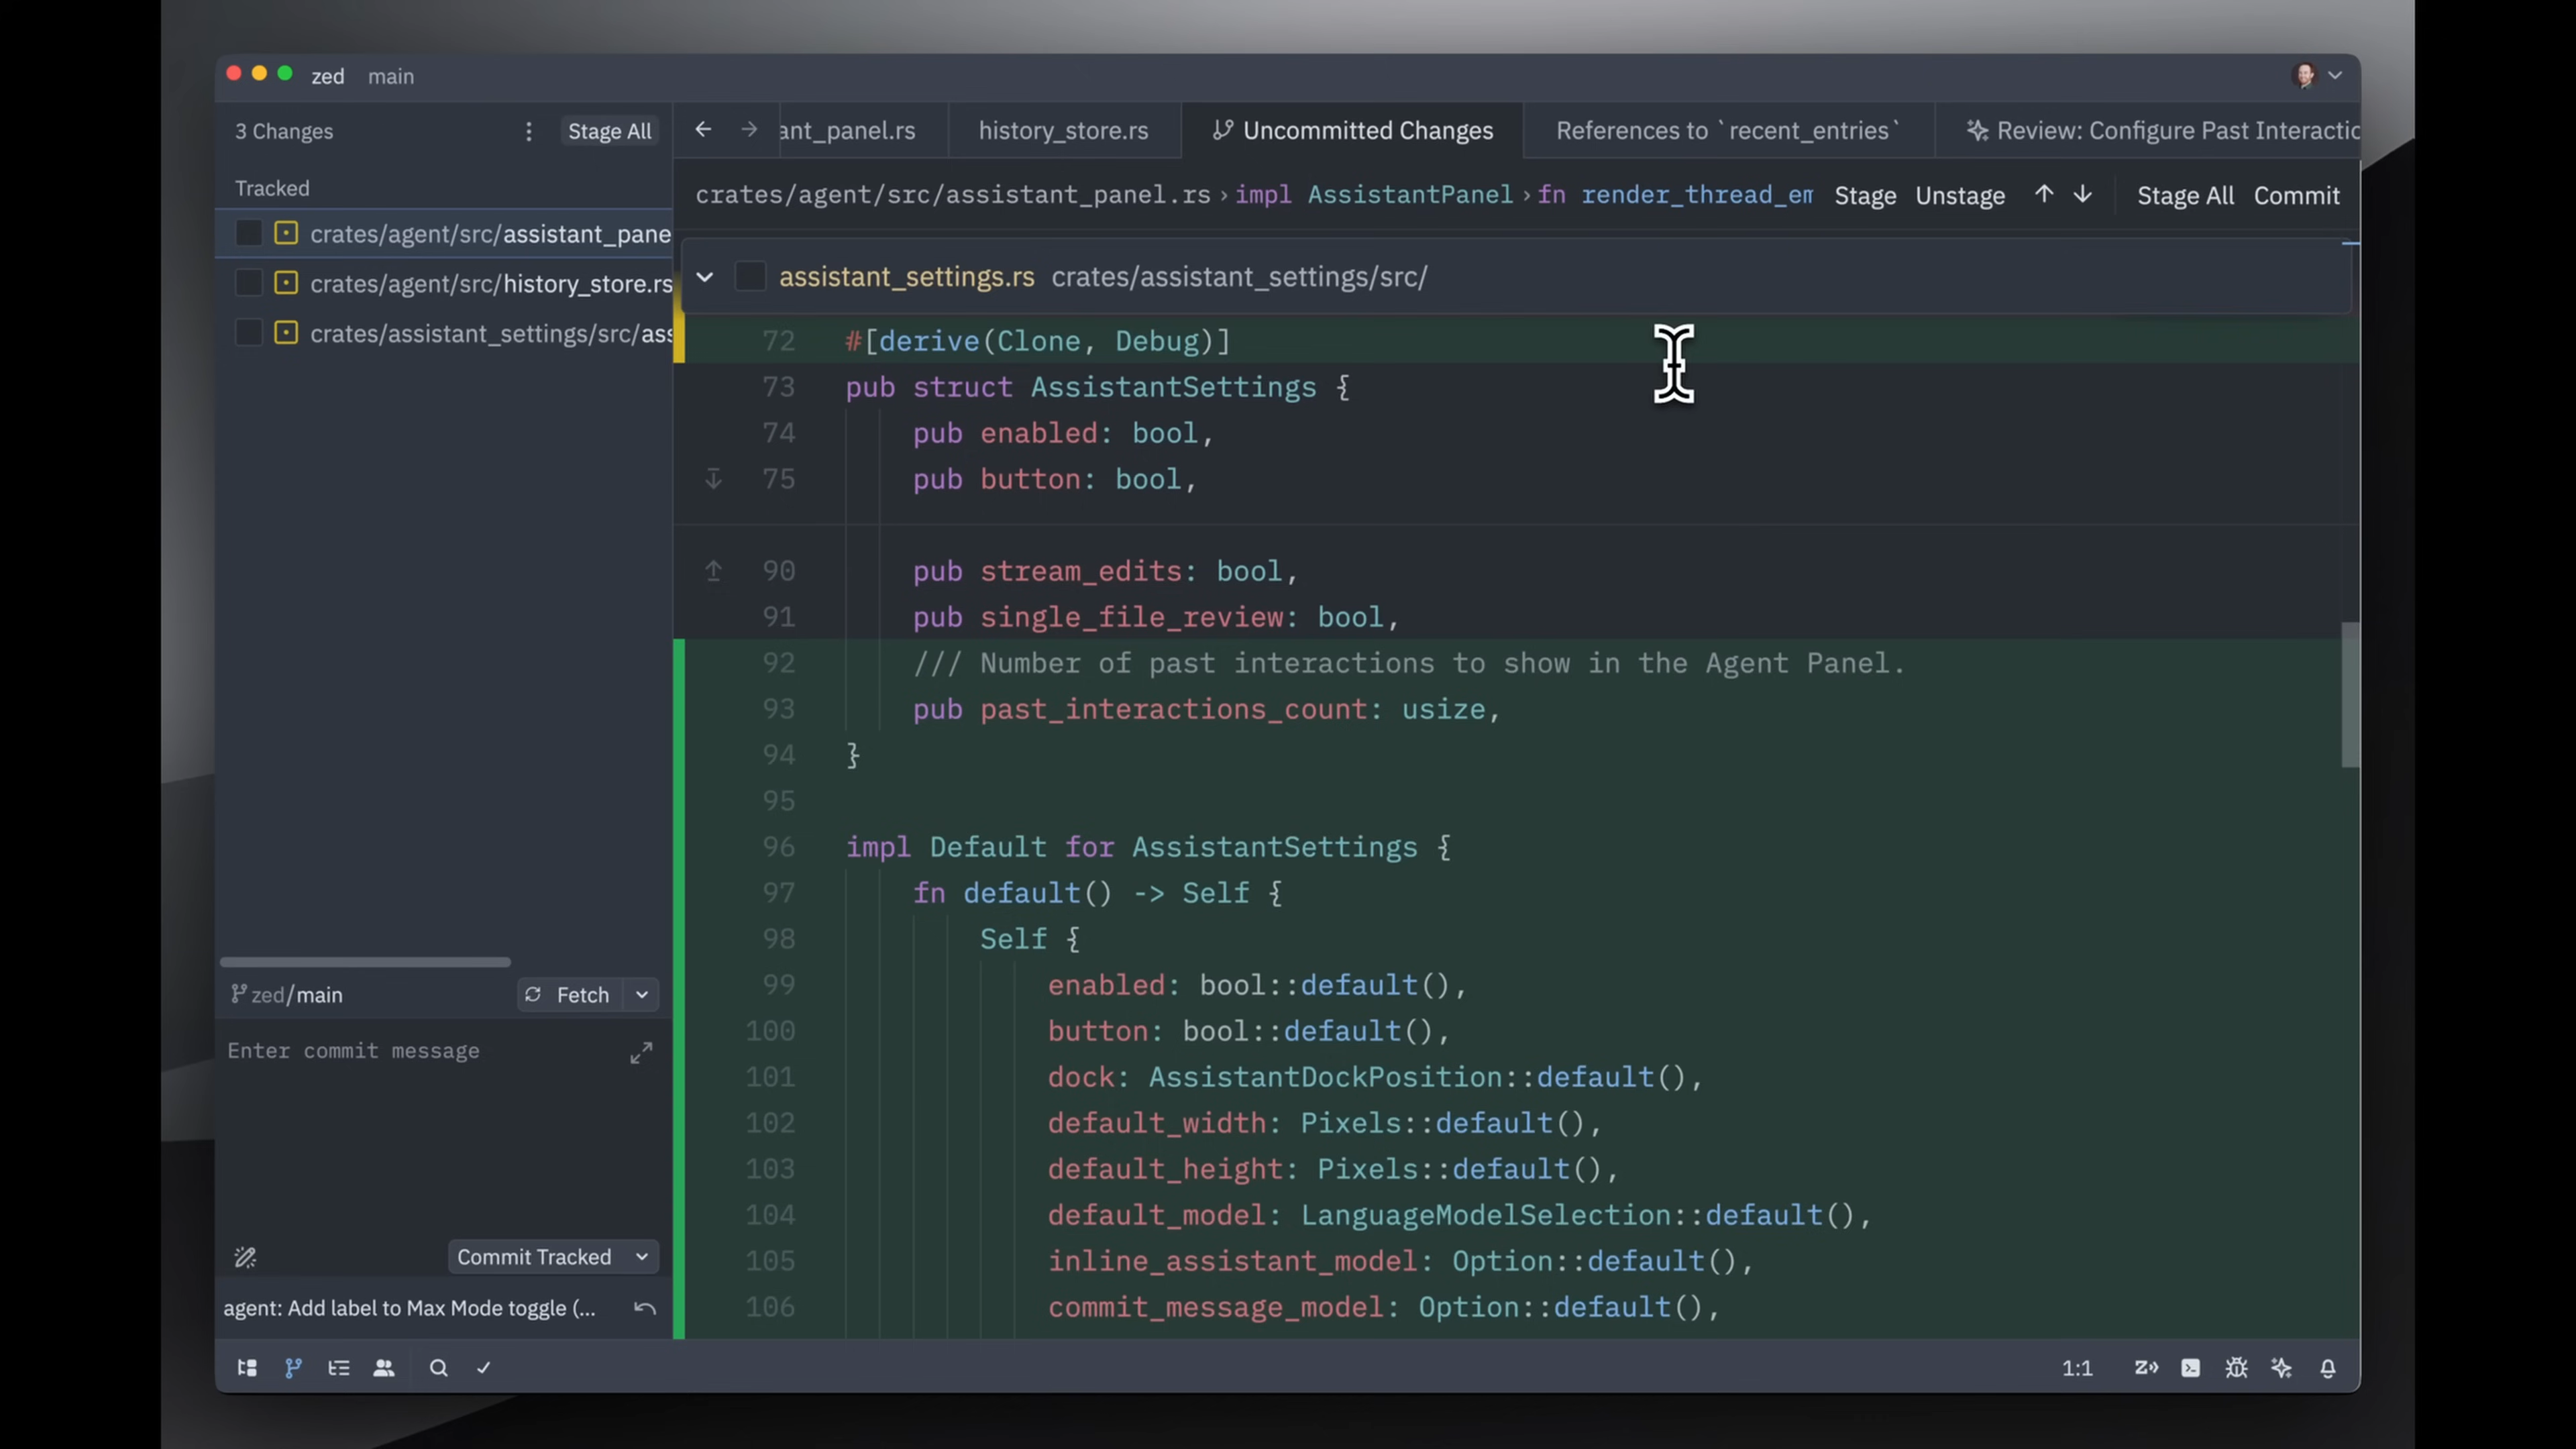 zed main
3 Changes Stage All
Tracked
crates/agent/src/assistant_pane
crates/agent/src/history_store.rs
crates/assistant_settings/src/ass
zed/main Fetch
Enter commit message
Commit Tracked
agent: Add label to Max Mode toggle (...
ant_panel.rs history_store.rs Uncommitted Changes References to `recent_entries` Review: Configure Past Interactio
crates/agent/src/assistant_panel.rs › impl AssistantPanel › fn render_thread_em Stage Unstage Stage All Commit
assistant_settings.rs crates/assistant_settings/src/
72 #[derive(Clone, Debug)]
73 pub struct AssistantSettings {
74 pub enabled: bool,
75 pub button: bool,
90 pub stream_edits: bool,
91 pub single_file_review: bool,
92 /// Number of past interactions to show in the Agent Panel.
93 pub past_interactions_count: usize,
94 }
95
96 impl Default for AssistantSettings {
97 fn default() -> Self {
98 Self {
99 enabled: bool::default(),
100 button: bool::default(),
101 dock: AssistantDockPosition::default(),
102 default_width: Pixels::default(),
103 default_height: Pixels::default(),
104 default_model: LanguageModelSelection::default(),
105 inline_assistant_model: Option::default(),
106 commit_message_model: Option::default(),
1:1